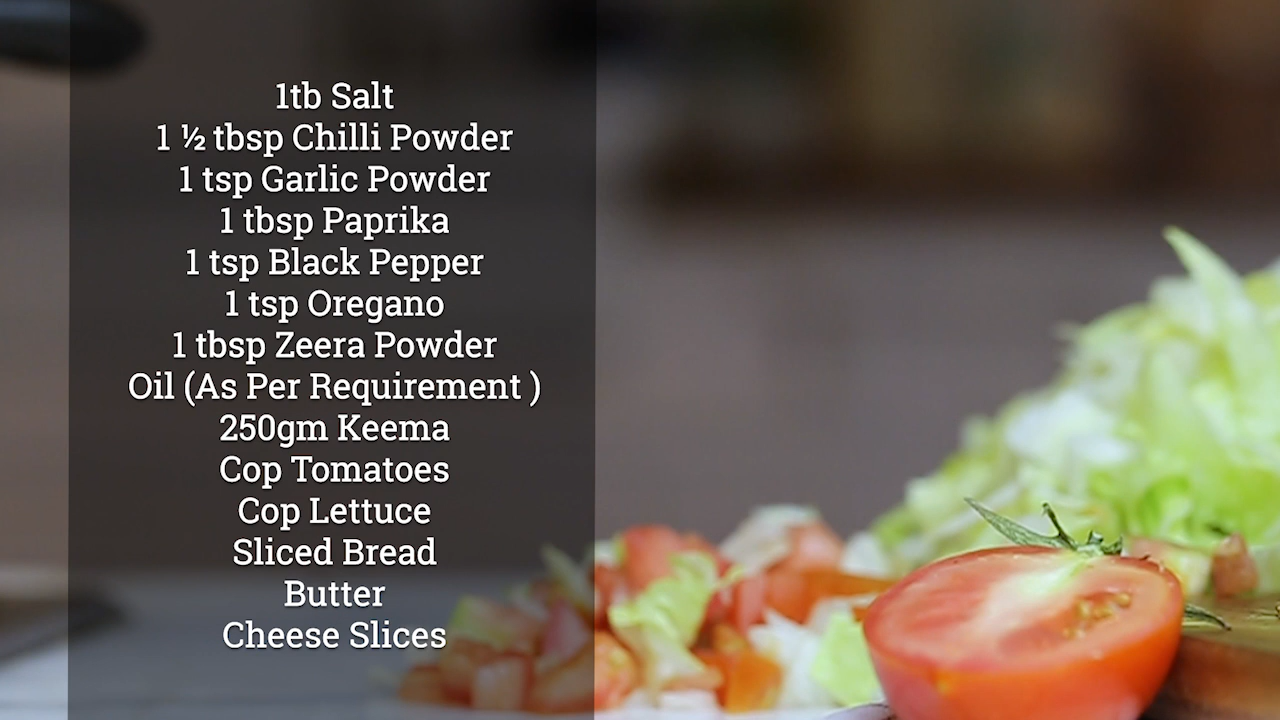 1tb Salt
1 ½ tbsp Chilli Powder
1 tsp Garlic Powder
1 tbsp Paprika
1 tsp Black Pepper
1 tsp Oregano
1 tbsp Zeera Powder
Oil (As Per Requirement )
250gm Keema
Cop Tomatoes
Cop Lettuce
Sliced Bread
Butter
Cheese Slices